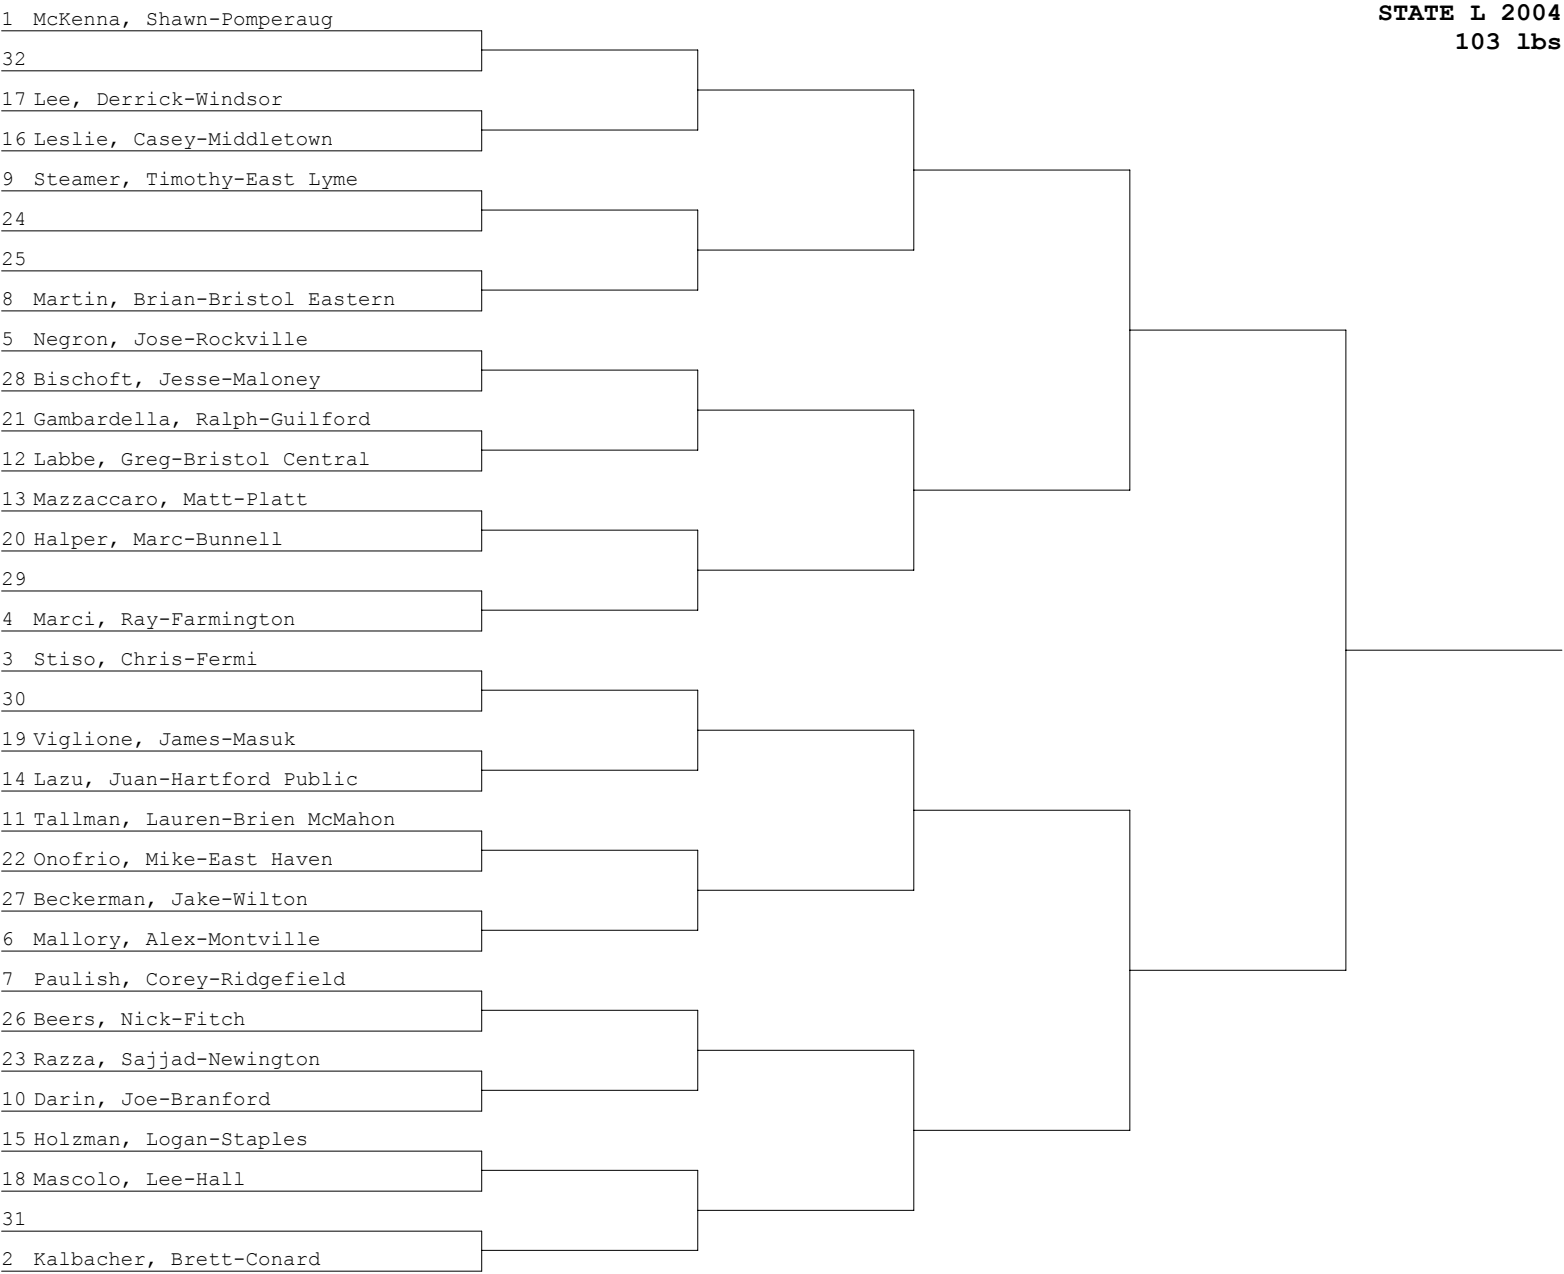 STATE L 2004
103 lbs
1 McKenna, Shawn-Pomperaug
32
17 Lee, Derrick-Windsor
16 Leslie, Casey-Middletown
9 Steamer, Timothy-East Lyme
24
25
8 Martin, Brian-Bristol Eastern
5 Negron, Jose-Rockville
28 Bischoft, Jesse-Maloney
21 Gambardella, Ralph-Guilford
12 Labbe, Greg-Bristol Central
13 Mazzaccaro, Matt-Platt
20 Halper, Marc-Bunnell
29
4 Marci, Ray-Farmington
3 Stiso, Chris-Fermi
30
19 Viglione, James-Masuk
14 Lazu, Juan-Hartford Public
11 Tallman, Lauren-Brien McMahon
22 Onofrio, Mike-East Haven
27 Beckerman, Jake-Wilton
6 Mallory, Alex-Montville
7 Paulish, Corey-Ridgefield
26 Beers, Nick-Fitch
23 Razza, Sajjad-Newington
10 Darin, Joe-Branford
15 Holzman, Logan-Staples
18 Mascolo, Lee-Hall
31
2 Kalbacher, Brett-Conard